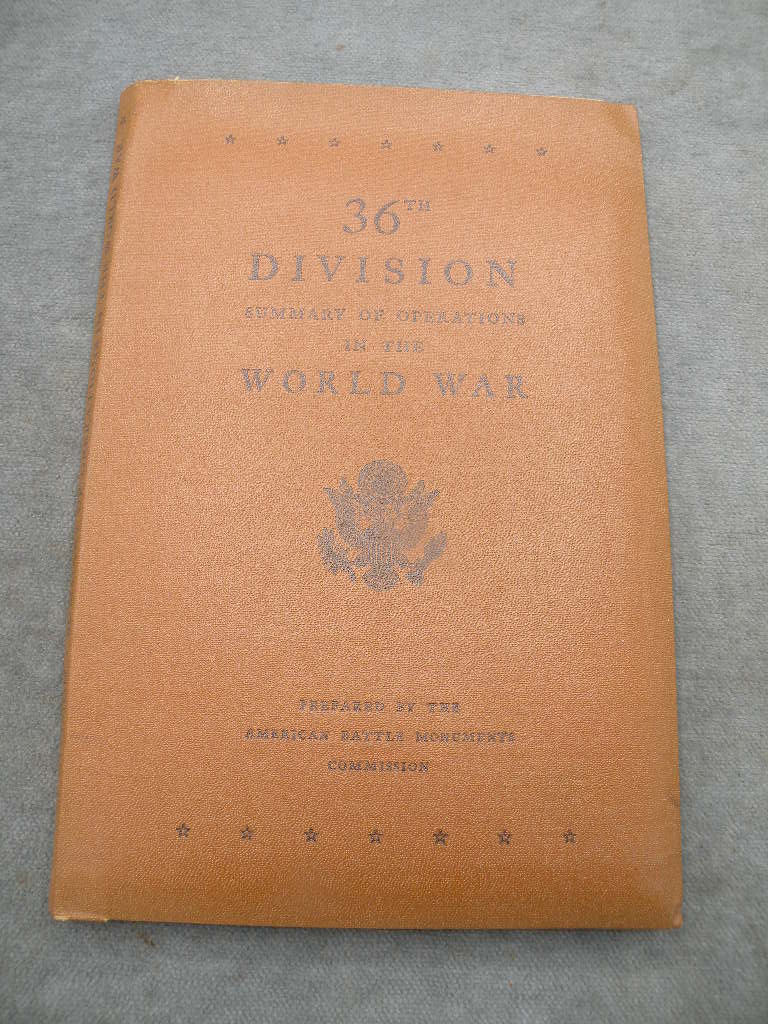 36TH
DIVISION
SUMMARY OF OPERATIONS
IN THE
WORLD WAR
PREPARED BY THE
AMERICAN BATTLE MONUMENTS
COMMISSION